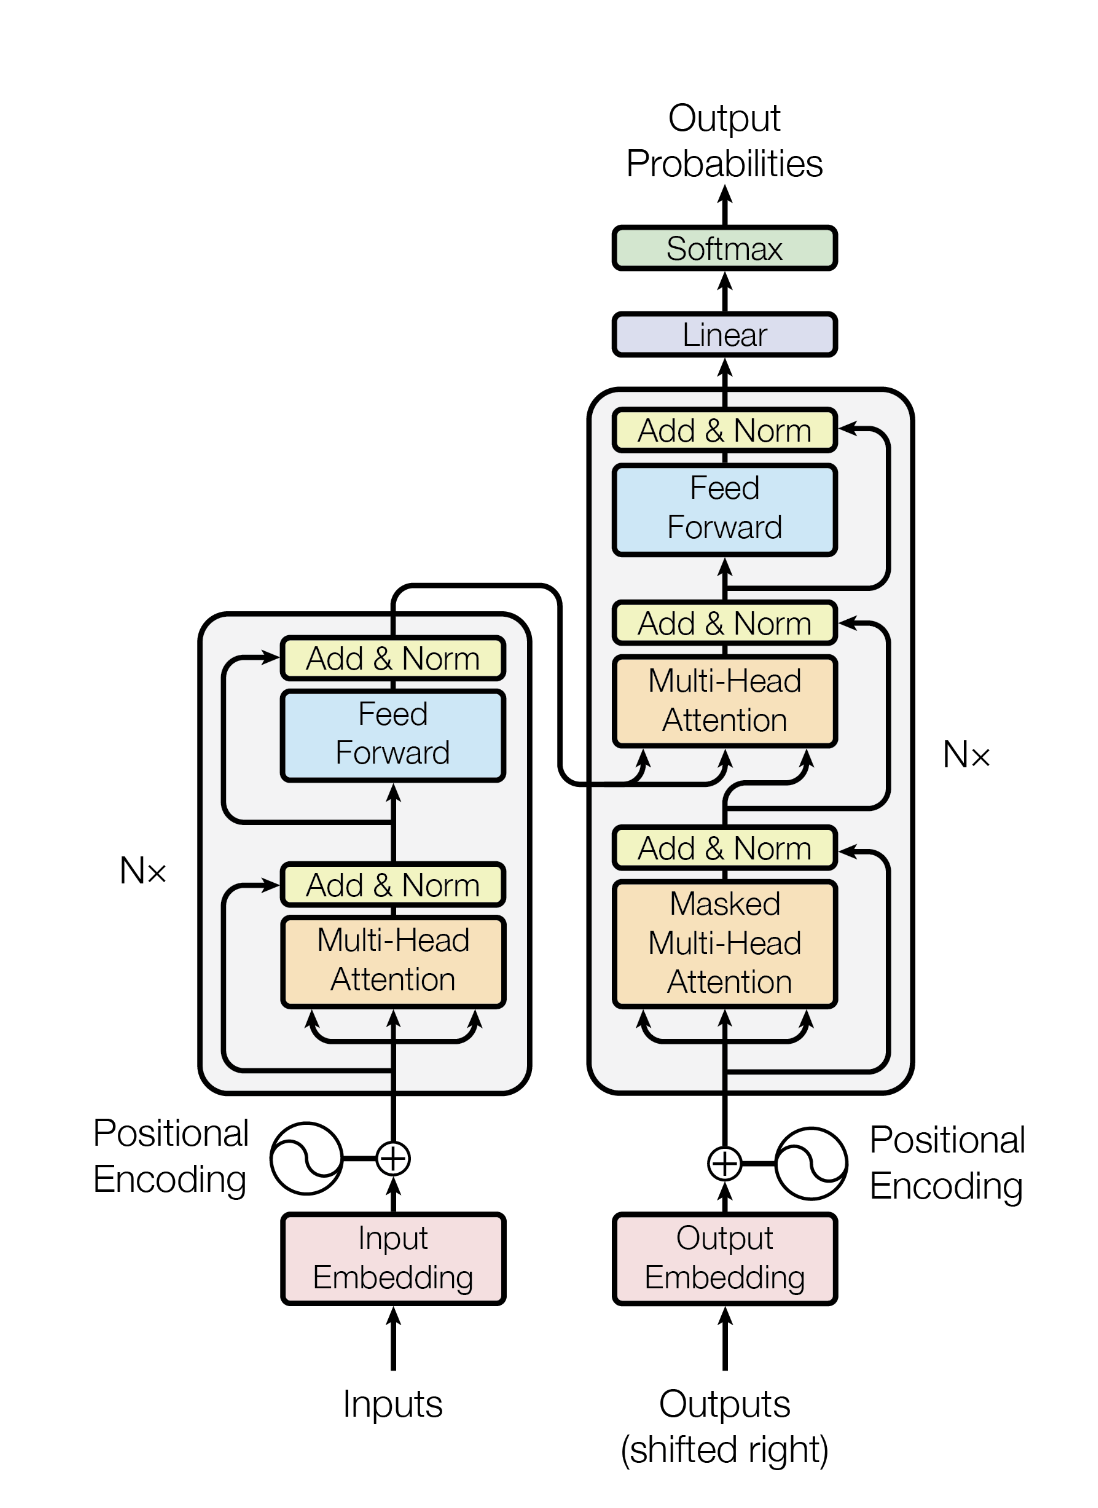 Output
Probabilities
Softmax
Linear
Add & Norm
Feed
Forward
Add & Norm
Multi-Head
Attention
Add & Norm
Masked
Multi-Head
Attention
N×
Positional
Encoding
Output
Embedding
Outputs
(shifted right)
Add & Norm
Feed
Forward
Add & Norm
Multi-Head
Attention
N×
Positional
Encoding
Input
Embedding
Inputs